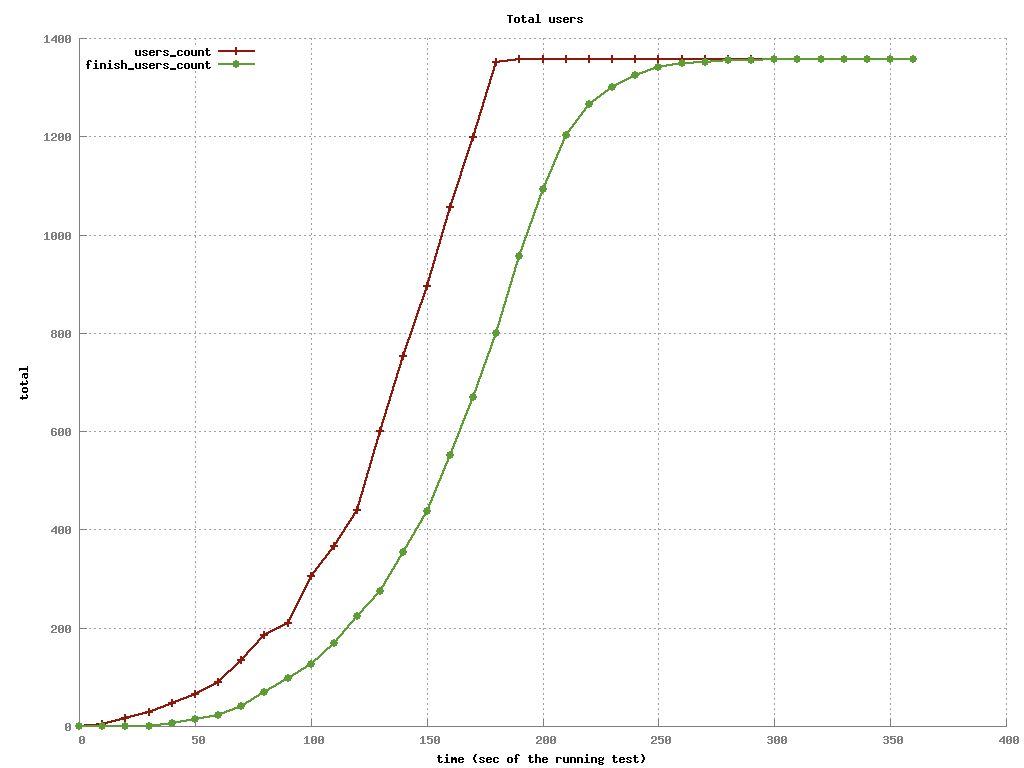 Total users
users_count
finish_users_count
1400
1200
1000
800
600
400
200
0
total
0 50 100 150 200 250 300 350 400
time (sec of the running test)